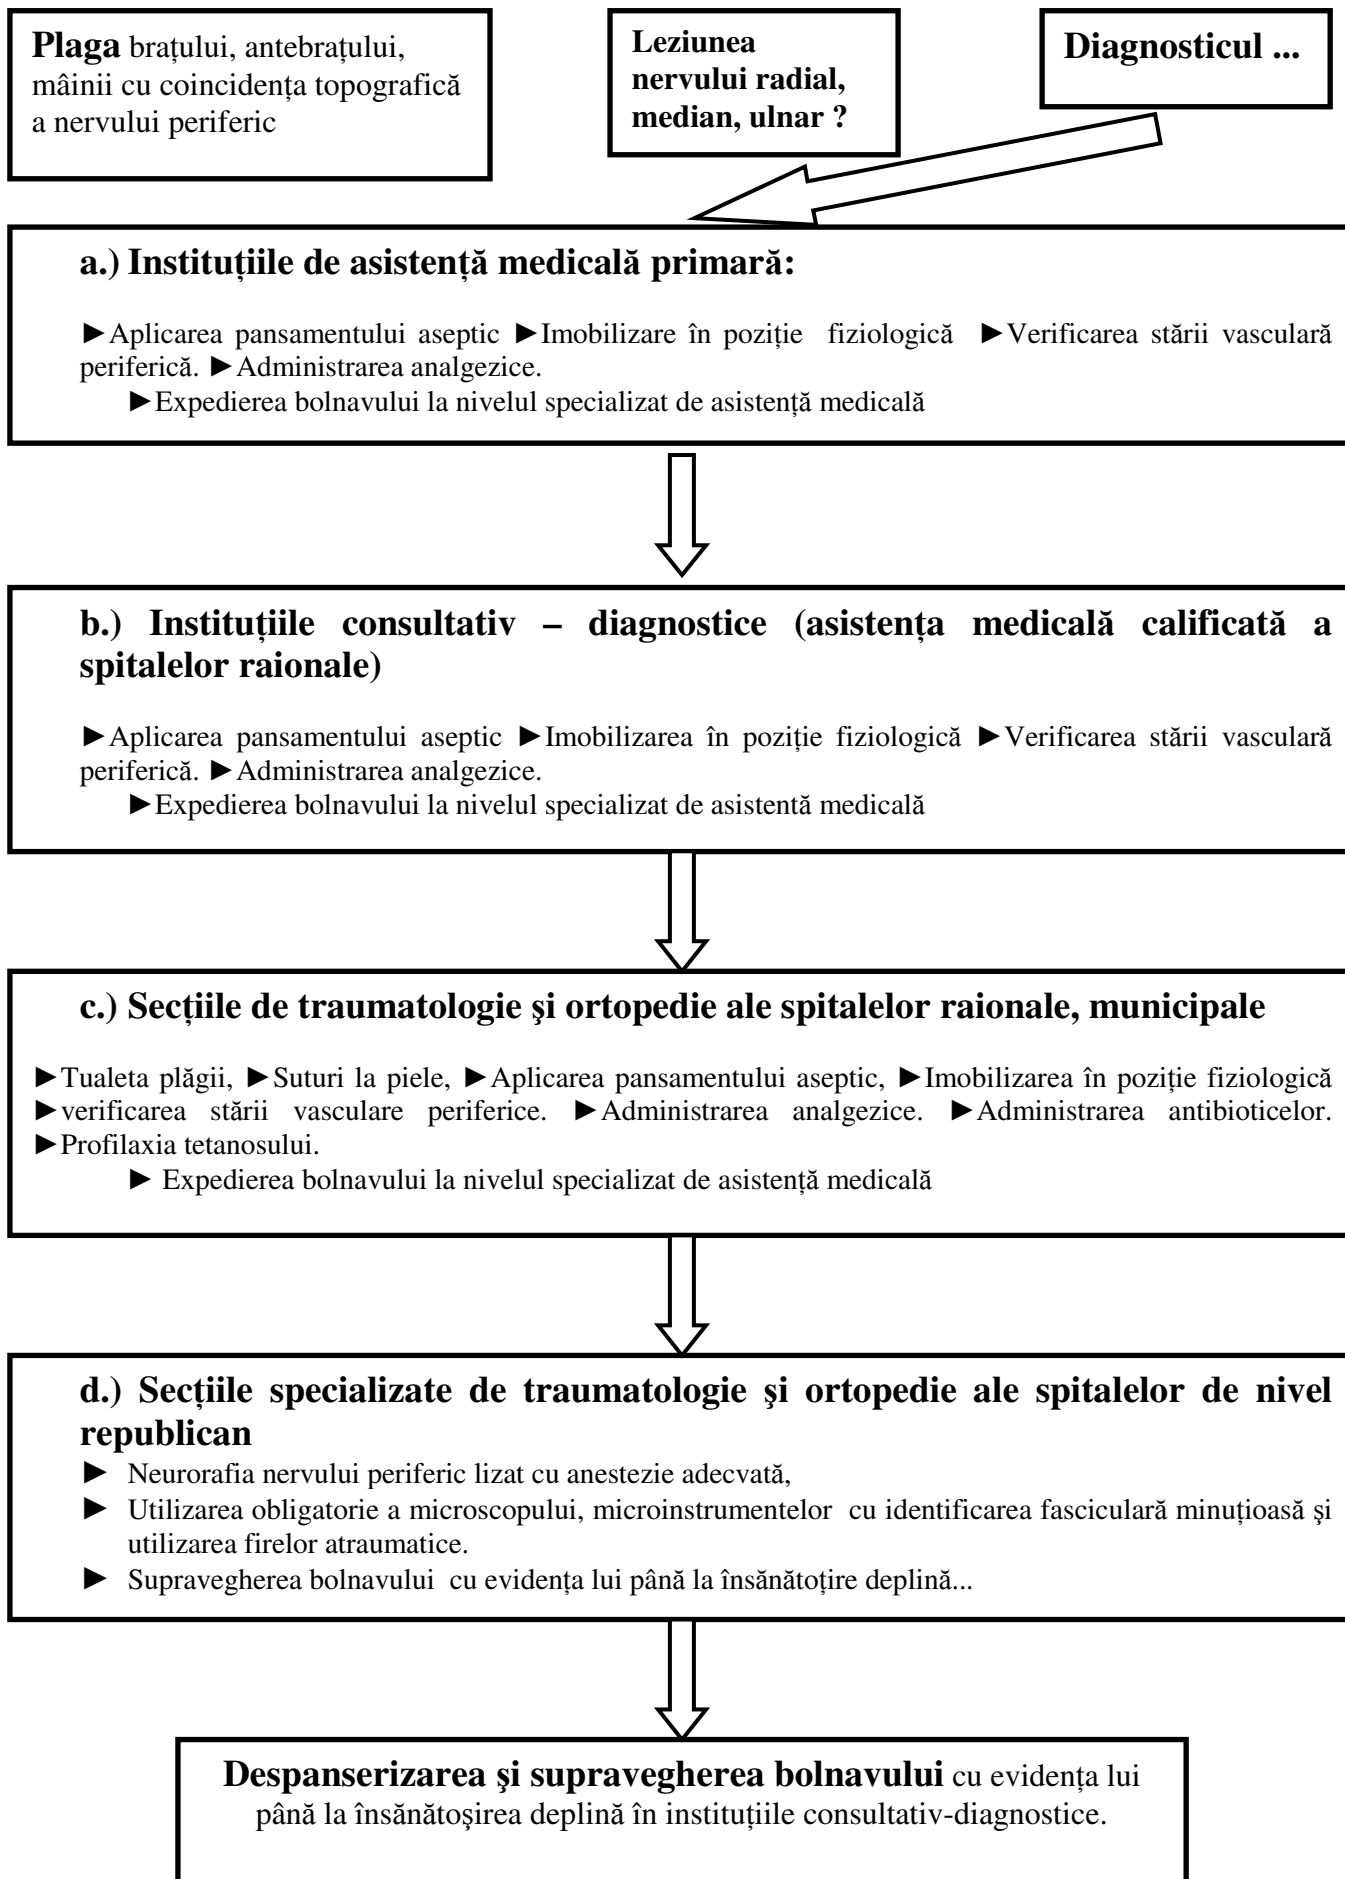 Plaga brațului, antebrațului,
mâinii cu coincidența topografică
a nervului periferic
Leziunea
nervului radial,
median, ulnar ?
Diagnosticul ...
a.) Instituțiile de asistență medicală primară:
►Aplicarea pansamentului aseptic ►Imobilizare în poziție fiziologică ►Verificarea stării vasculară
periferică. ►Administrarea analgezice.
►Expedierea bolnavului la nivelul specializat de asistență medicală
b.) Instituțiile consultativ – diagnostice (asistența medicală calificată a
spitalelor raionale)
►Aplicarea pansamentului aseptic ►Imobilizarea în poziție fiziologică ►Verificarea stării vasculară
periferică. ►Administrarea analgezice.
►Expedierea bolnavului la nivelul specializat de asistentă medicală
c.) Secțiile de traumatologie şi ortopedie ale spitalelor raionale, municipale
►Tualeta plăgii, ►Suturi la piele, ►Aplicarea pansamentului aseptic, ►Imobilizarea în poziție fiziologică
►verificarea stării vasculare periferice. ►Administrarea analgezice. ►Administrarea antibioticelor.
►Profilaxia tetanosului.
► Expedierea bolnavului la nivelul specializat de asistență medicală
d.) Secțiile specializate de traumatologie şi ortopedie ale spitalelor de nivel
republican
► Neurorafia nervului periferic lizat cu anestezie adecvată,
► Utilizarea obligatorie a microscopului, microinstrumentelor cu identificarea fasciculară minuțioasă şi
utilizarea firelor atraumatice.
► Supravegherea bolnavului cu evidența lui până la însănătoțire deplină...
Despanserizarea şi supravegherea bolnavului cu evidența lui
până la însănătoşirea deplină în instituțiile consultativ-diagnostice.